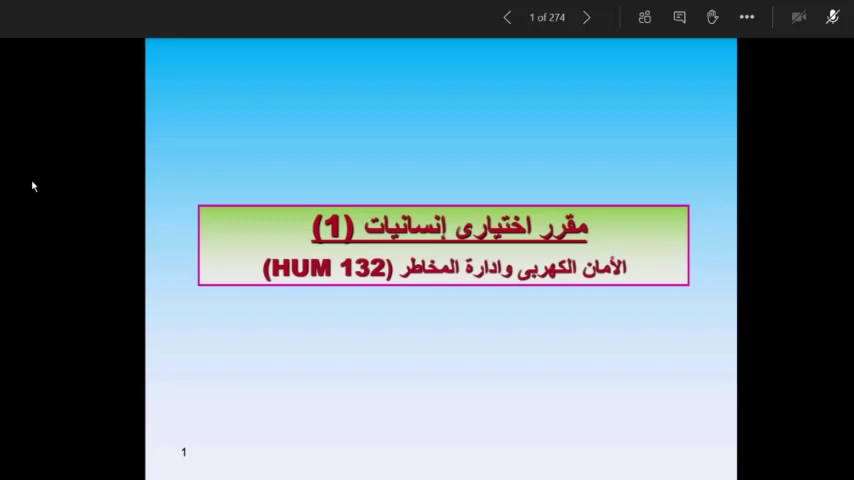 1 of 274
مقرر اختيارى إنسانيات (1)
الأمان الكهربى وادارة المخاطر (HUM 132)
1